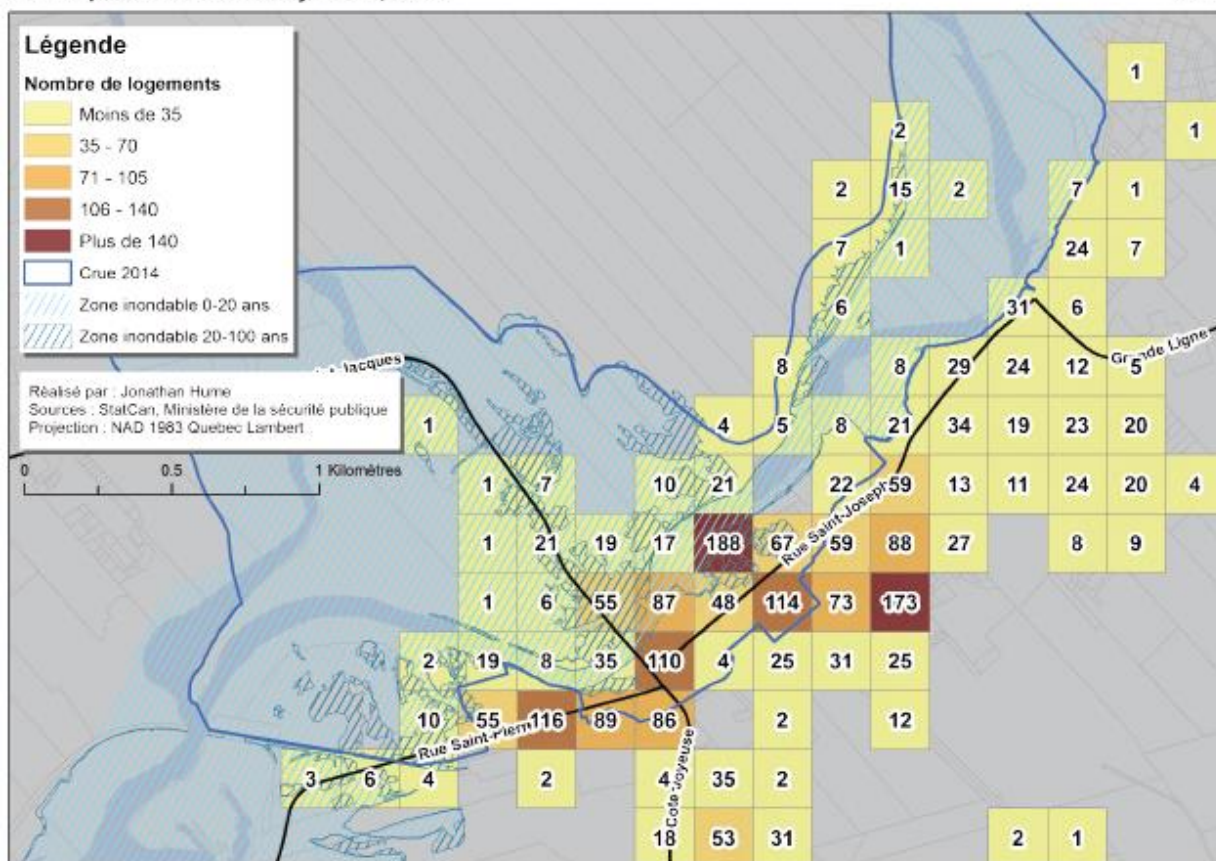 Légende
Nombre de logements
Moins de 35
35 - 70
71 - 105
106 - 140
Plus de 140
Crue 2014
Zone inondable 0-20 ans
Zone inondable 20-100 ans
Réalisé par : Jonathan Hume
Sources : StatCan, Ministère de la sécurité publique
Projection : NAD 1983 Quebec Lambert
0 0.5 1 Kilomètres
1
2 1
2 15 2 7 1
7 1 24 7
6 31 6
Jacques
Grande Ligne
8 8 29 24 12 5
1 4 5 8 21 34 19 23 20
1 7 10 21 22 59 13 11 24 20 4
Rue Saint-Joseph
1 21 19 17 188 67 59 88 27 8 9
1 6 55 87 48 114 73 173
2 19 8 35 110 4 25 31 25
10 55 116 89 86 2 12
Rue Saint-Pierre
3 6 4 2 4 35 2
Cote Joyeuse
18 53 31 2 1